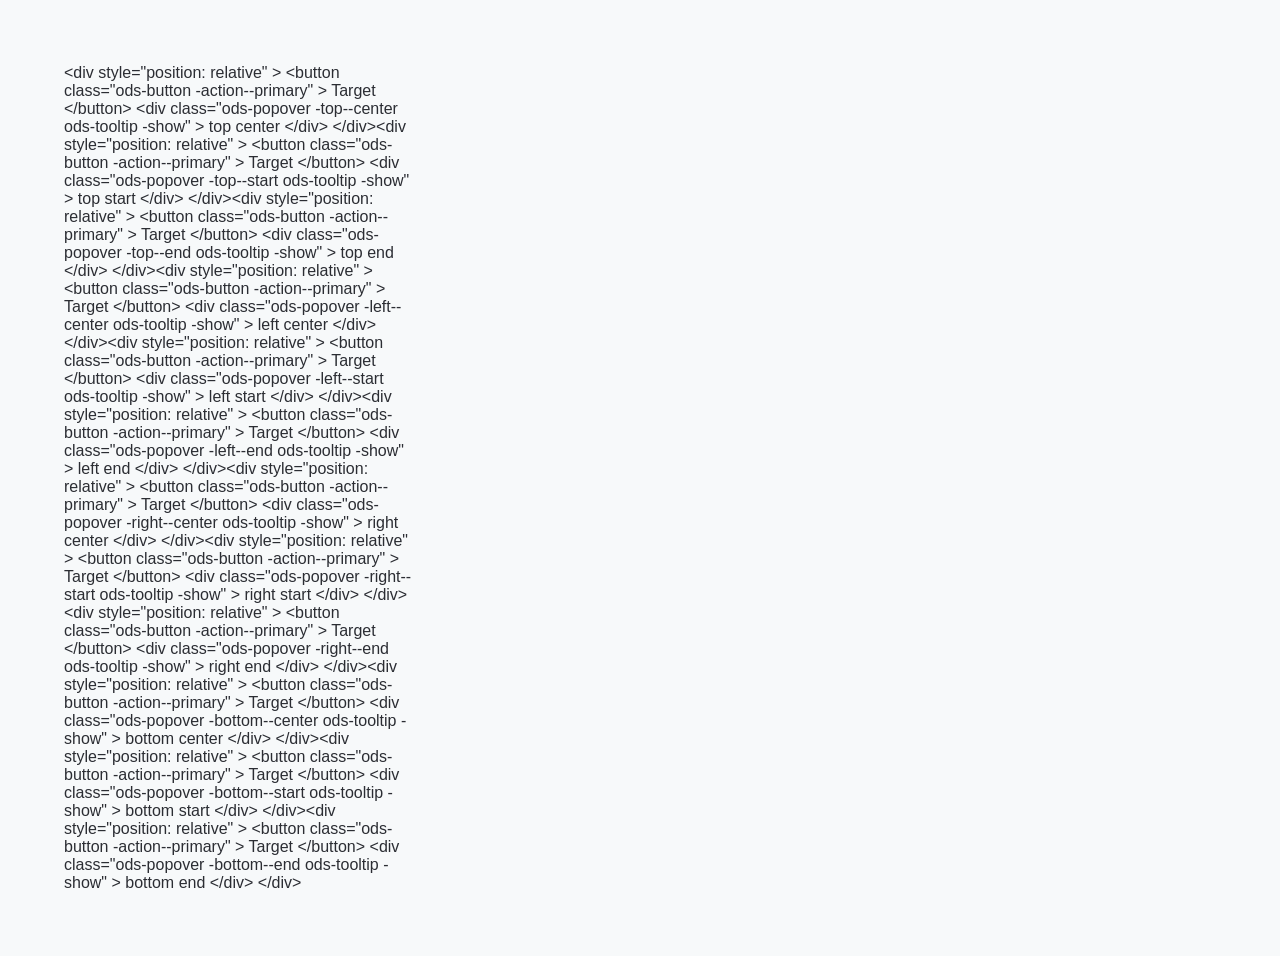 <div style="position: relative" > <button
class="ods-button -action--primary" > Target
</button> <div class="ods-popover -top--center
ods-tooltip -show" > top center </div> </div><div
style="position: relative" > <button class="ods-
button -action--primary" > Target </button> <div
class="ods-popover -top--start ods-tooltip -show"
> top start </div> </div><div style="position:
relative" > <button class="ods-button -action--
primary" > Target </button> <div class="ods-
popover -top--end ods-tooltip -show" > top end
</div> </div><div style="position: relative" >
<button class="ods-button -action--primary" >
Target </button> <div class="ods-popover -left--
center ods-tooltip -show" > left center </div>
</div><div style="position: relative" > <button
class="ods-button -action--primary" > Target
</button> <div class="ods-popover -left--start
ods-tooltip -show" > left start </div> </div><div
style="position: relative" > <button class="ods-
button -action--primary" > Target </button> <div
class="ods-popover -left--end ods-tooltip -show"
> left end </div> </div><div style="position:
relative" > <button class="ods-button -action--
primary" > Target </button> <div class="ods-
popover -right--center ods-tooltip -show" > right
center </div> </div><div style="position: relative"
> <button class="ods-button -action--primary" >
Target </button> <div class="ods-popover -right--
start ods-tooltip -show" > right start </div> </div>
<div style="position: relative" > <button
class="ods-button -action--primary" > Target
</button> <div class="ods-popover -right--end
ods-tooltip -show" > right end </div> </div><div
style="position: relative" > <button class="ods-
button -action--primary" > Target </button> <div
class="ods-popover -bottom--center ods-tooltip -
show" > bottom center </div> </div><div
style="position: relative" > <button class="ods-
button -action--primary" > Target </button> <div
class="ods-popover -bottom--start ods-tooltip -
show" > bottom start </div> </div><div
style="position: relative" > <button class="ods-
button -action--primary" > Target </button> <div
class="ods-popover -bottom--end ods-tooltip -
show" > bottom end </div> </div>